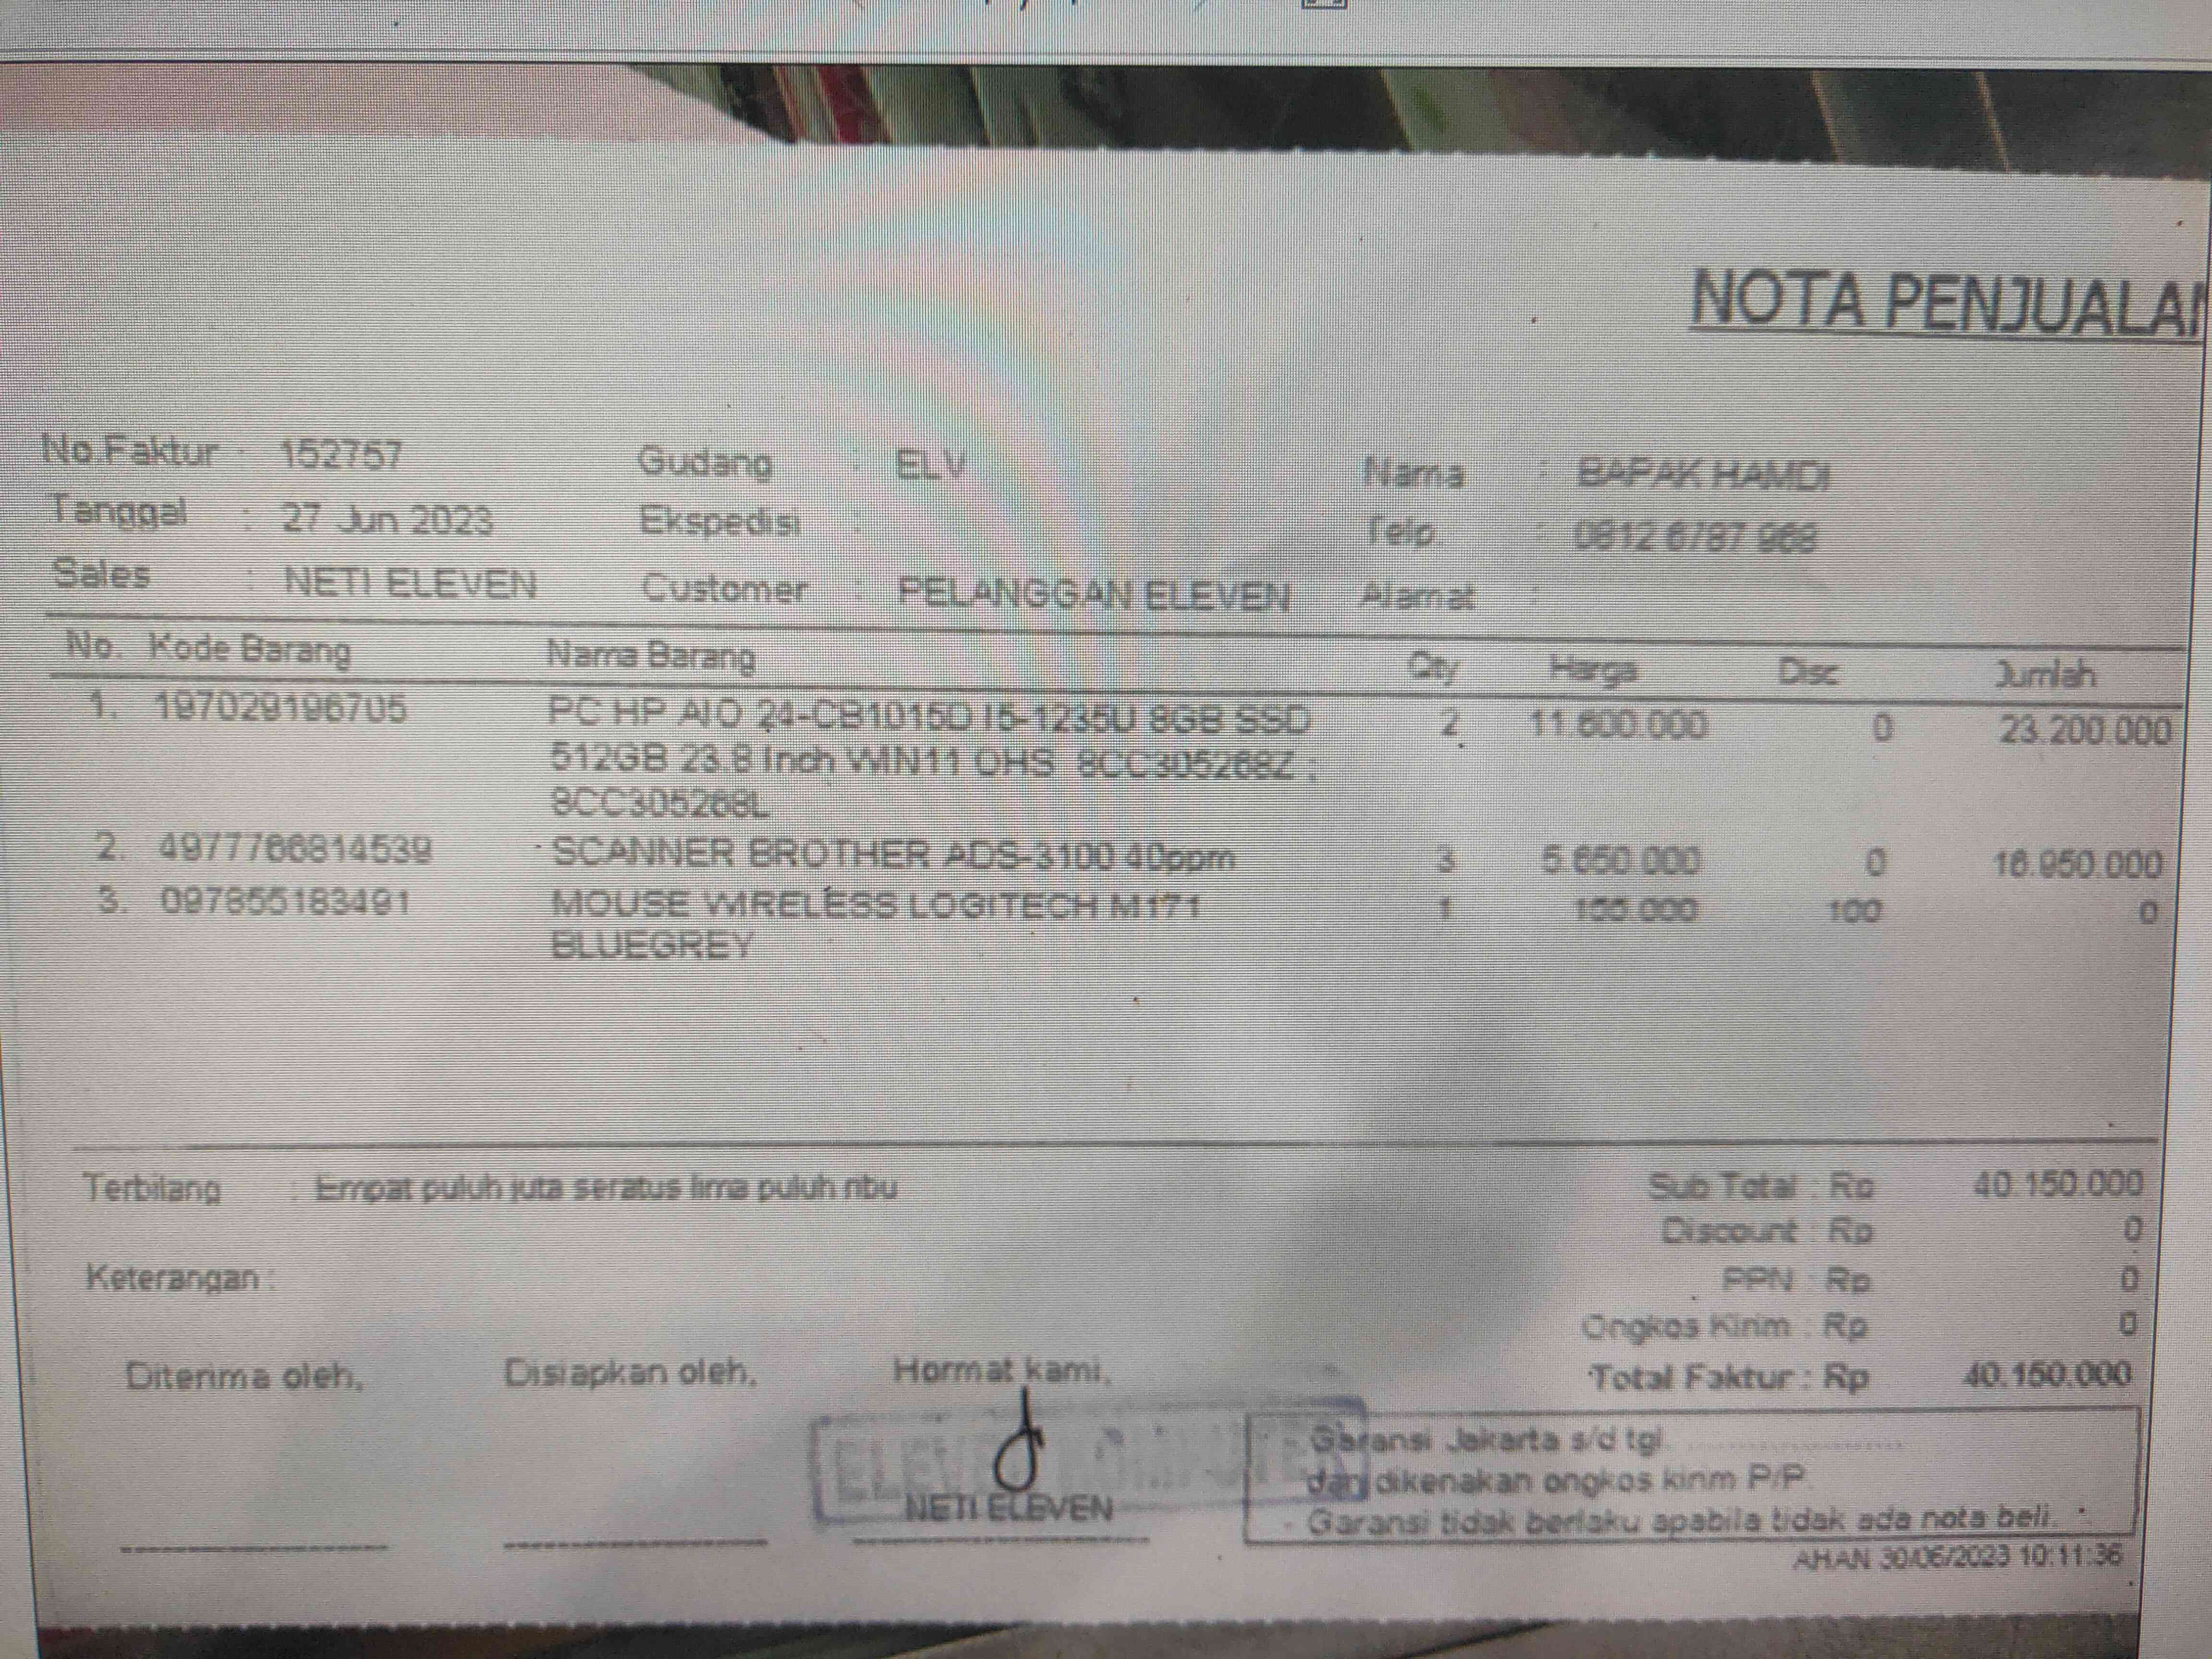 NOTA PENJUALAN
No.Faktur : 152757 Gudang : ELV Nama : BAPAK HAMDI
Tanggal : 27 Jun 2023 Ekspedisi : Telp. : 0812 6787 968
Sales : NETI ELEVEN Customer : PELANGGAN ELEVEN Alamat :
No. Kode Barang Nama Barang Qty Harga Disc Jumlah
1. 197029196705 PC HP AIO 24-CB1015D I5-1235U 8GB SSD 2 11.600.000 0 23.200.000
512GB 23.8 Inch WIN11 OHS 8CC305268Z ;
8CC305268L
2. 4977766814539 SCANNER BROTHER ADS-3100 40ppm 3 5.650.000 0 16.950.000
3. 097855183491 MOUSE WIRELESS LOGITECH M171 1 100 0
BLUEGREY
Terbilang : Empat puluh juta seratus lima puluh ribu Sub Total : Rp 40.150.000
Discount : Rp 0
Keterangan : PPN : Rp 0
Ongkos Kirim : Rp 0
Diterima oleh, Disiapkan oleh, Hormat kami, Total Faktur : Rp 40.150.000
- Garansi Jakarta s/d tgl. ....................
dan dikenakan ongkos kirim P/P.
NETI ELEVEN
- Garansi tidak berlaku apabila tidak ada nota beli.
AHAN 30/06/2023 10:11:36